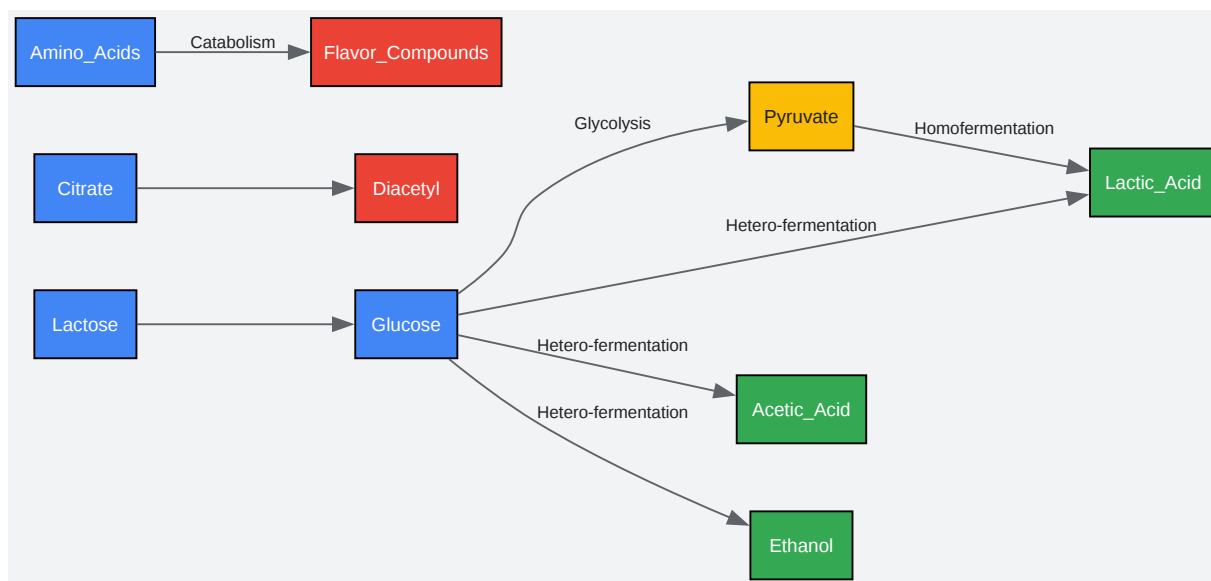 Amino_Acids
Catabolism
Flavor_Compounds
Glycolysis
Pyruvate
Homofermentation
Citrate
Diacetyl
Lactic_Acid
Hetero-fermentation
Lactose
Glucose
Hetero-fermentation
Acetic_Acid
Hetero-fermentation
Ethanol